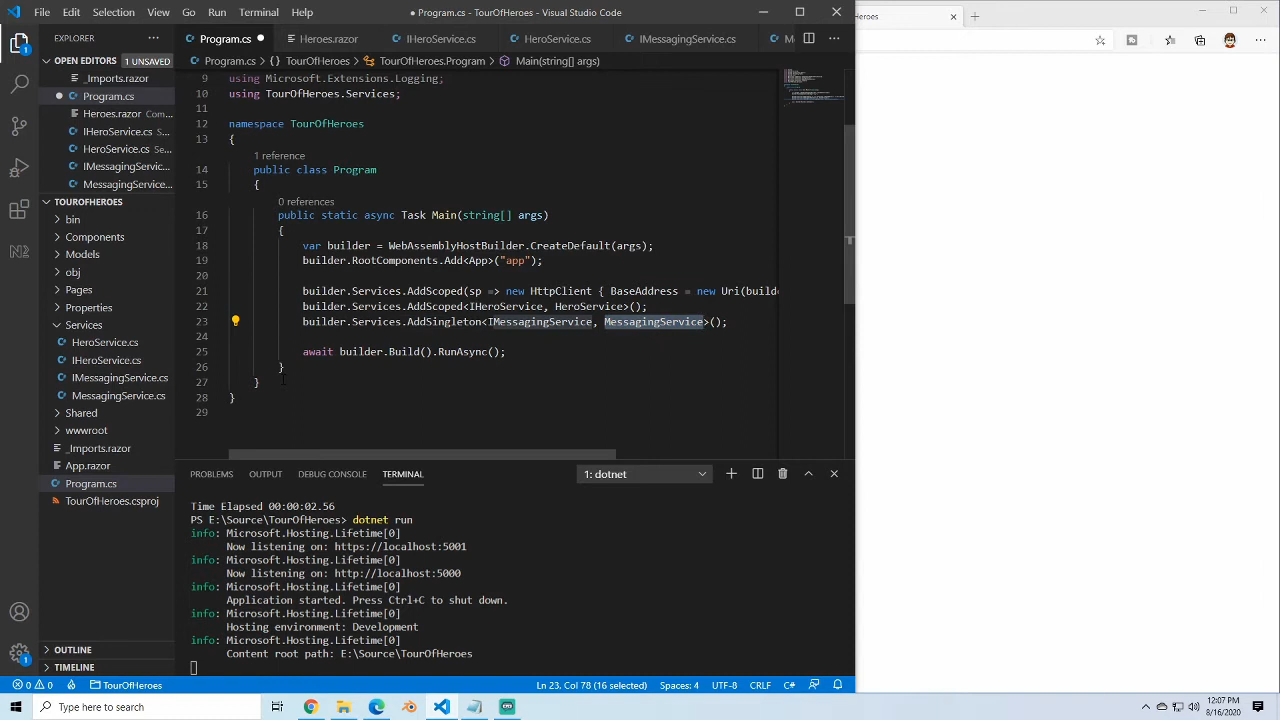 File Edit Selection View Go Run Terminal Help ● Program.cs - TourOfHeroes - Visual Studio Code
Heroes
EXPLORER
Program.cs
Heroes.razor
IHeroService.cs
HeroService.cs
IMessagingService.cs
Program.cs > {} TourOfHeroes > TourOfHeroes.Program > Main(string[] args)
OPEN EDITORS 1 UNSAVED
_Imports.razor
Program.cs
Heroes.razor Com...
IHeroService.cs S...
HeroService.cs Se...
IMessagingServic...
MessagingService...
TOUROFHEROES
bin
Components
Models
obj
Pages
Properties
Services
HeroService.cs
IHeroService.cs
IMessagingService.cs
MessagingService.cs
Shared
wwwroot
_Imports.razor
App.razor
Program.cs
TourOfHeroes.csproj
OUTLINE
TIMELINE
9 using Microsoft.Extensions.Logging;
10 using TourOfHeroes.Services;
11
12 namespace TourOfHeroes
13 {
1 reference
14 public class Program
15 {
0 references
16 public static async Task Main(string[] args)
17 {
18 var builder = WebAssemblyHostBuilder.CreateDefault(args);
19 builder.RootComponents.Add<App>("app");
20
21 builder.Services.AddScoped(sp => new HttpClient { BaseAddress = new Uri(build
22 builder.Services.AddScoped<IHeroService, HeroService>();
23 builder.Services.AddSingleton<IMessagingService, MessagingService>();
24
25 await builder.Build().RunAsync();
26 }
27 }
28 }
29
PROBLEMS OUTPUT DEBUG CONSOLE TERMINAL 1: dotnet
Time Elapsed 00:00:02.56
PS E:\Source\TourOfHeroes> dotnet run
info: Microsoft.Hosting.Lifetime[0]
Now listening on: https://localhost:5001
info: Microsoft.Hosting.Lifetime[0]
Now listening on: http://localhost:5000
info: Microsoft.Hosting.Lifetime[0]
Application started. Press Ctrl+C to shut down.
info: Microsoft.Hosting.Lifetime[0]
Hosting environment: Development
info: Microsoft.Hosting.Lifetime[0]
Content root path: E:\Source\TourOfHeroes
0 0 TourOfHeroes Ln 23, Col 78 (16 selected) Spaces: 4 UTF-8 CRLF C#
Type here to search
12:07 PM
8/16/2020